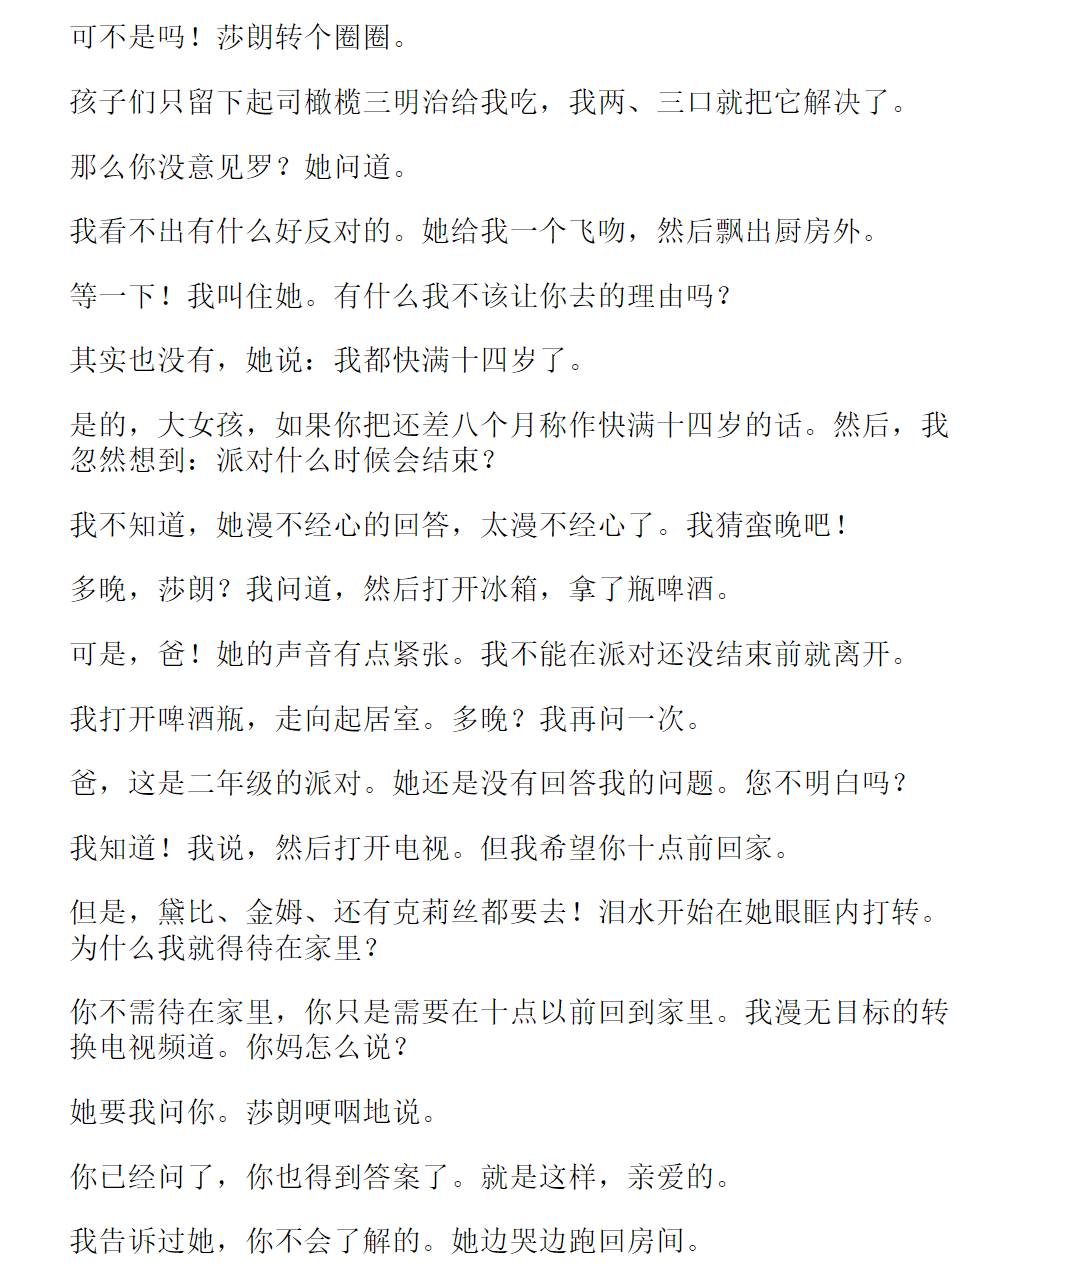 可不是吗！莎朗转个圈圈。
孩子们只留下起司橄榄三明治给我吃，我两、三口就把它解决了。
那么你没意见罗？她问道。
我看不出有什么好反对的。她给我一个飞吻，然后飘出厨房外。
等一下！我叫住她。有什么我不该让你去的理由吗？
其实也没有，她说：我都快满十四岁了。
是的，大女孩，如果你把还差八个月称作快满十四岁的话。然后，我
忽然想到：派对什么时候会结束？
我不知道，她漫不经心的回答，太漫不经心了。我猜蛮晚吧！
多晚，莎朗？我问道，然后打开冰箱，拿了瓶啤酒。
可是，爸！她的声音有点紧张。我不能在派对还没结束前就离开。
我打开啤酒瓶，走向起居室。多晚？我再问一次。
爸，这是二年级的派对。她还是没有回答我的问题。您不明白吗？
我知道！我说，然后打开电视。但我希望你十点前回家。
但是，黛比、金姆、还有克莉丝都要去！泪水开始在她眼眶内打转。
为什么我就得待在家里？
你不需待在家里，你只是需要在十点以前回到家里。我漫无目标的转
换电视频道。你妈怎么说？
她要我问你。莎朗哽咽地说。
你已经问了，你也得到答案了。就是这样，亲爱的。
我告诉过她，你不会了解的。她边哭边跑回房间。